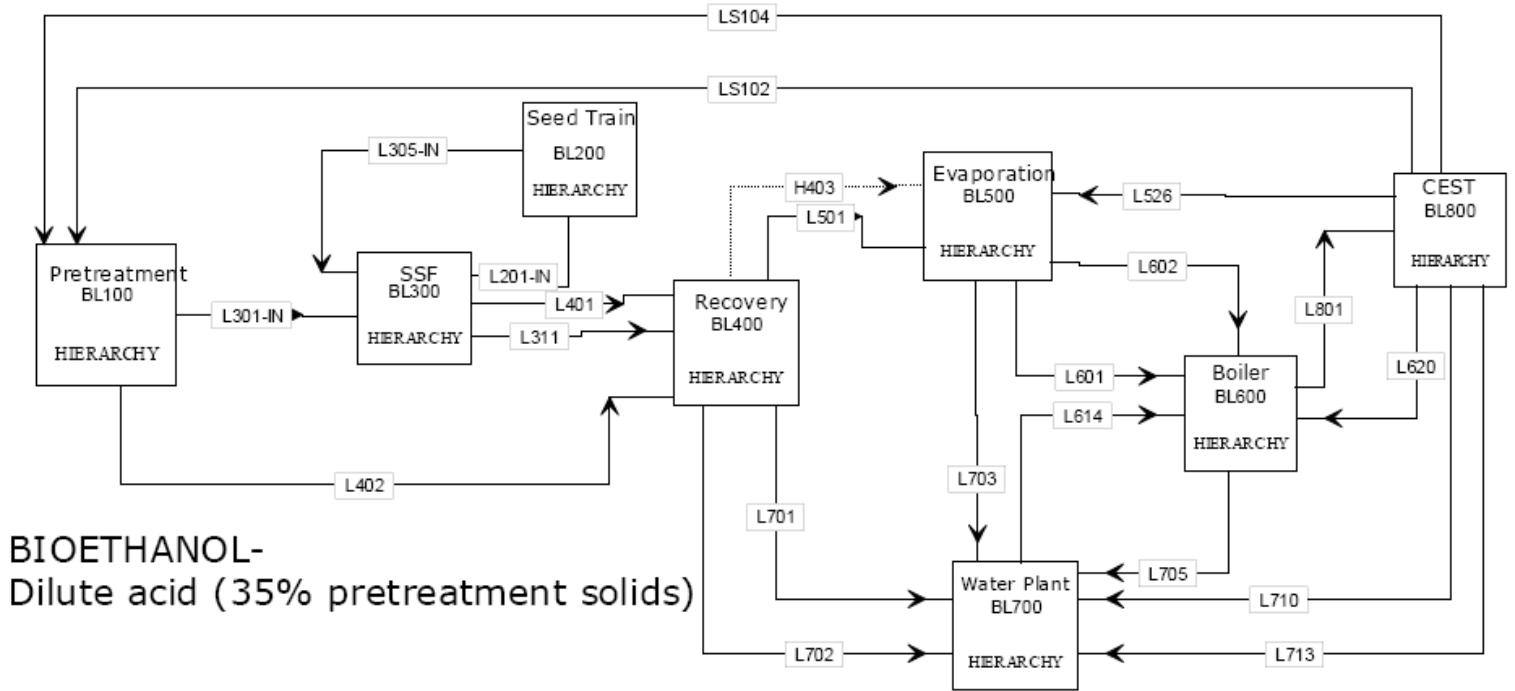 LS104
LS102
Seed Train
BL200
HIERARCHY
L305-IN
Evaporation
BL500
HIERARCHY
H403
L501
L526
CEST
BL800
HIERARCHY
Pretreatment
BL100
HIERARCHY
L301-IN
SSF
BL300
HIERARCHY
L201-IN
L401
L311
Recovery
BL400
HIERARCHY
L602
L801
L601
L614
Boiler
BL600
HIERARCHY
L620
L402
L701
L703
L702
Water Plant
BL700
HIERARCHY
L705
L710
L713
BIOETHANOL-
Dilute acid (35% pretreatment solids)